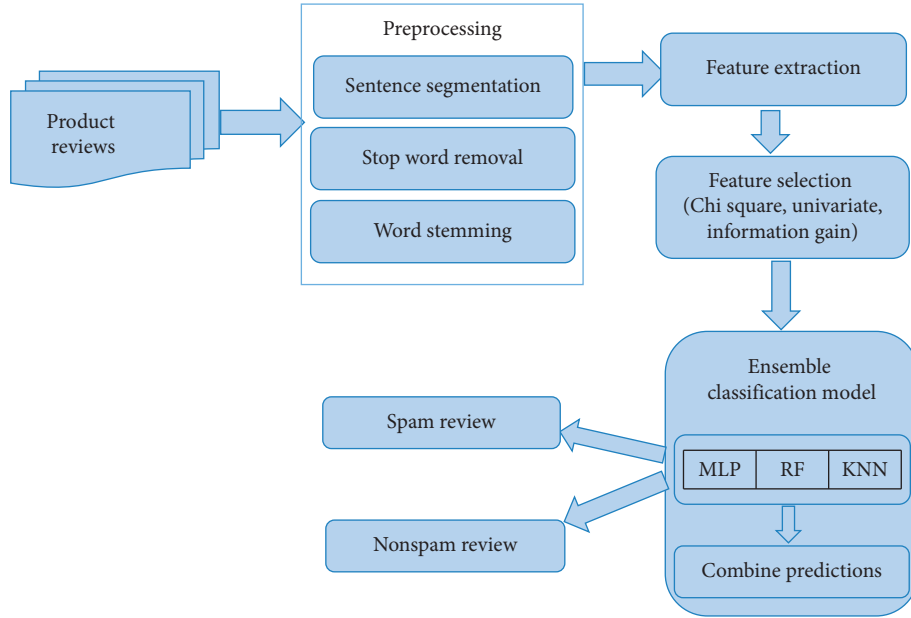 Product
reviews
Preprocessing
Sentence segmentation
Stop word removal
Word stemming
Feature extraction
Feature selection
(Chi square, univariate,
information gain)
Ensemble
classification model
MLP RF KNN
Combine predictions
Spam review
Nonspam review